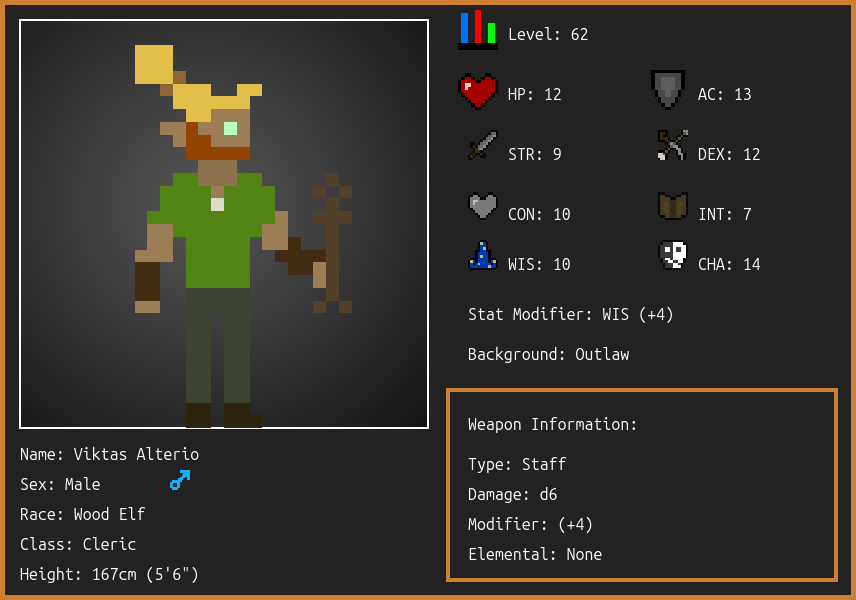 Level: 62
HP: 12
AC: 13
STR: 9
DEX: 12
CON: 10
INT: 7
WIS: 10
CHA: 14
Stat Modifier: WIS (+4)
Background: Outlaw
Weapon Information:
Type: Staff
Damage: d6
Modifier: (+4)
Elemental: None
Name: Viktas Alterio
Sex: Male
Race: Wood Elf
Class: Cleric
Height: 167cm (5'6")